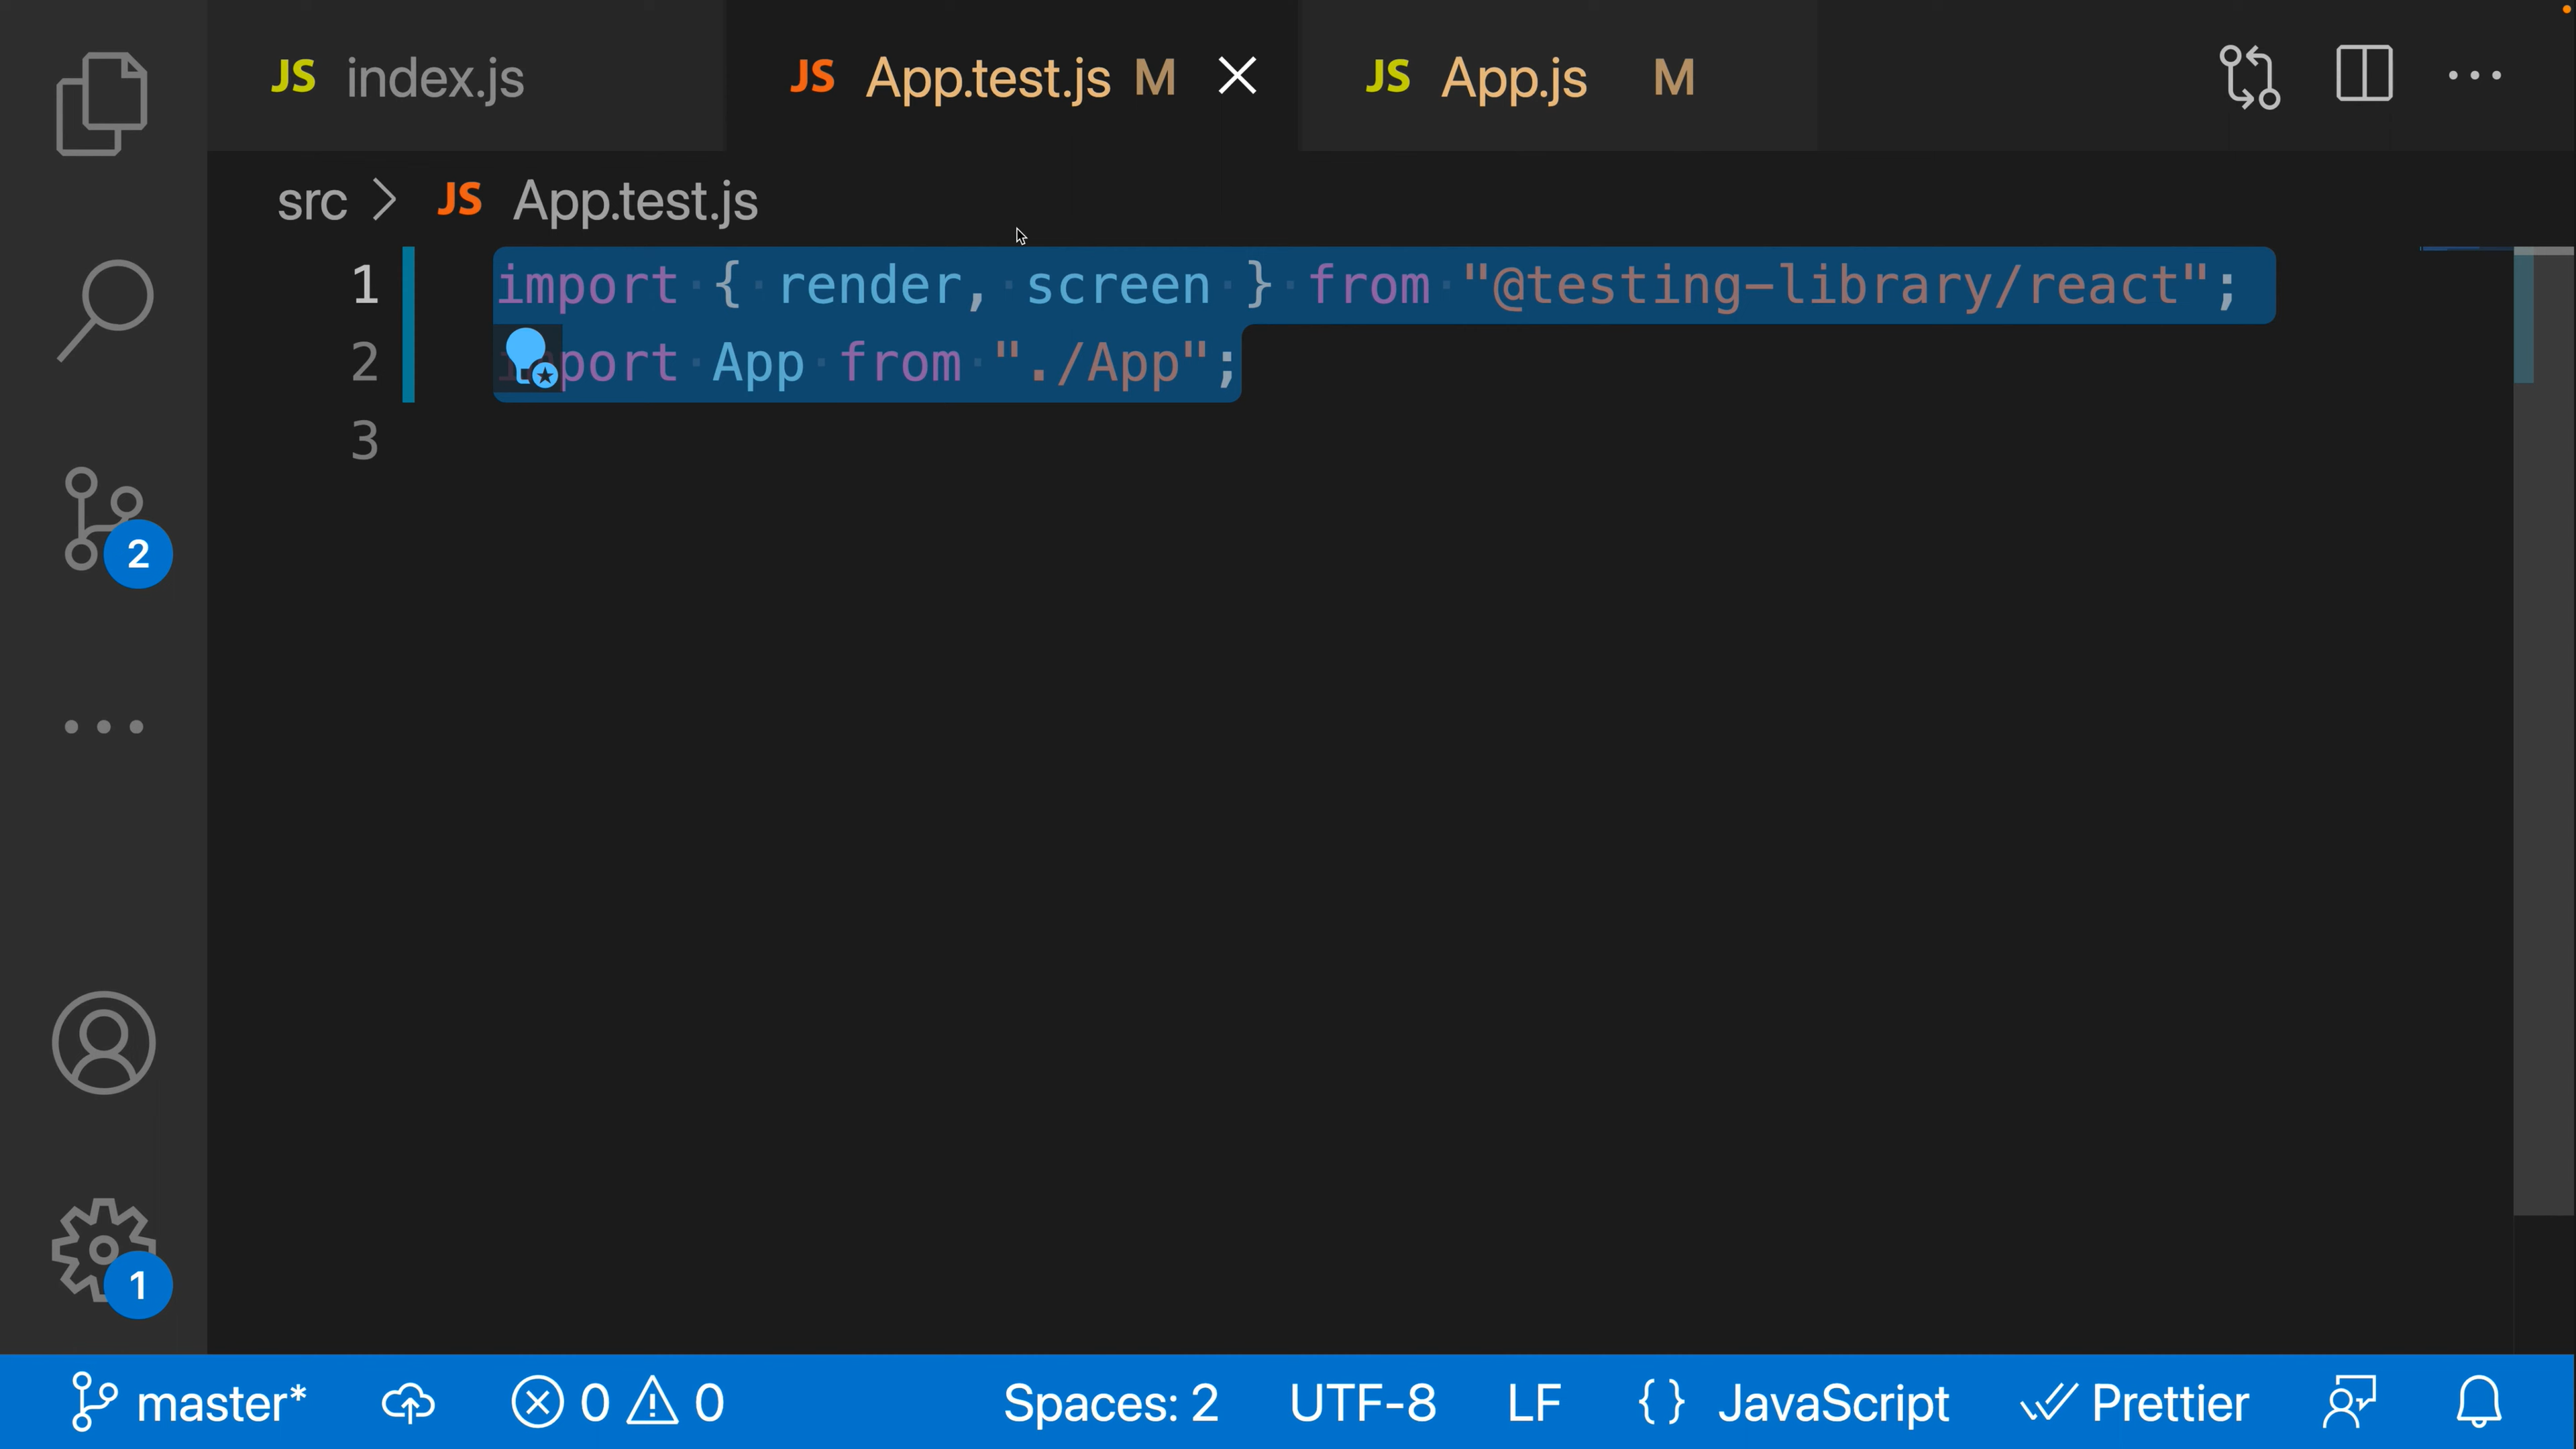 JS index.js JS App.test.js M JS App.js M
src JS App.test.js
1 import { render, screen } from "@testing-library/react";
2 port App from "./App";
3
2
1
master* 0 0 Spaces: 2 UTF-8 LF {} JavaScript Prettier